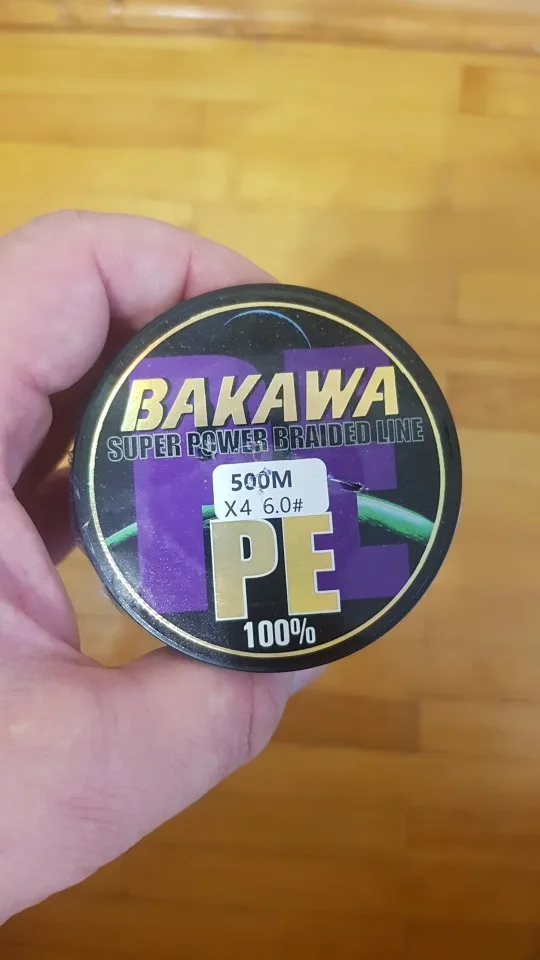 BAKAWA
SUPER POWER BRAIDED LINE
500M
X4 6.0#
PE
100%